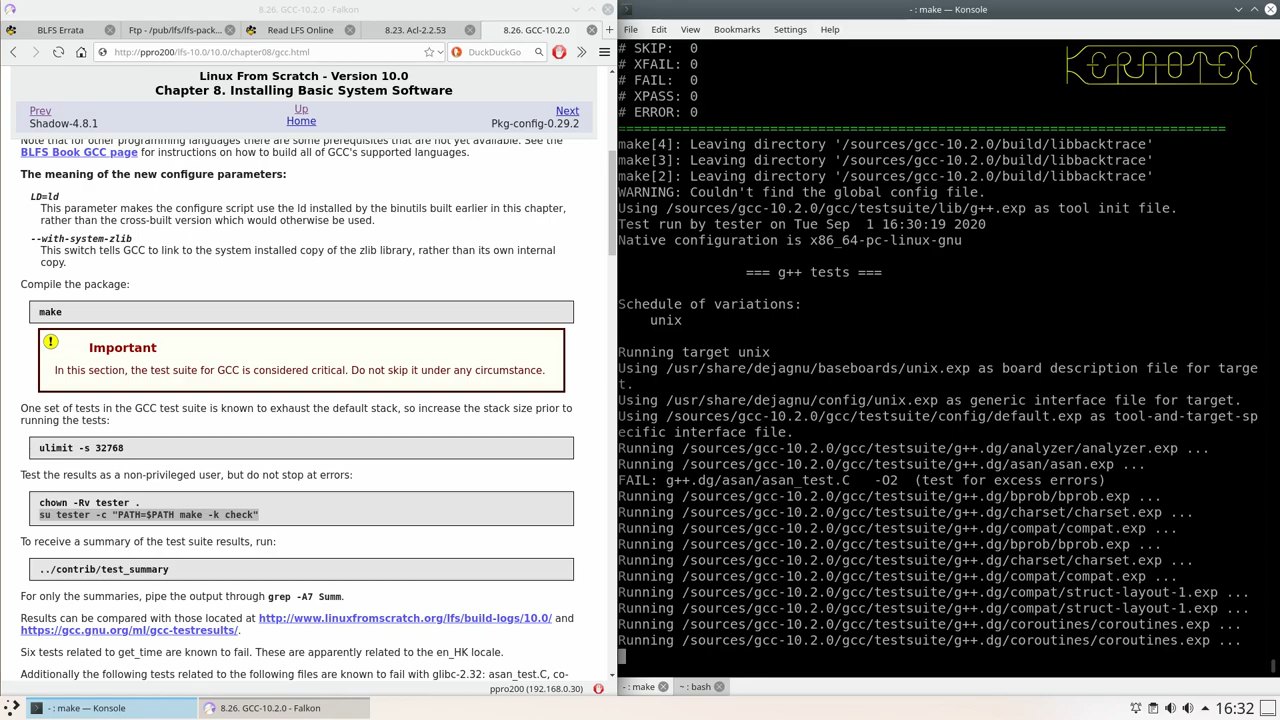 8.26. GCC-10.2.0 - Falkon
BLFS Errata
Ftp - /pub/lfs/lfs-pack
Read LFS Online
8.23. Acl-2.2.53
8.26. GCC-10.2.0
http://ppro200/lfs-10.0/10.0/chapter08/gcc.html
DuckDuckGo
Linux From Scratch - Version 10.0
Chapter 8. Installing Basic System Software
Prev
Up
Next
Shadow-4.8.1
Home
Pkg-config-0.29.2
Note that for other programming languages there are some prerequisites that are not yet available. See the
BLFS Book GCC page for instructions on how to build all of GCC's supported languages.
The meaning of the new configure parameters:
LD=ld
This parameter makes the configure script use the ld installed by the binutils built earlier in this chapter,
rather than the cross-built version which would otherwise be used.
--with-system-zlib
This switch tells GCC to link to the system installed copy of the zlib library, rather than its own internal
copy.
Compile the package:
make
Important
In this section, the test suite for GCC is considered critical. Do not skip it under any circumstance.
One set of tests in the GCC test suite is known to exhaust the default stack, so increase the stack size prior to
running the tests:
ulimit -s 32768
Test the results as a non-privileged user, but do not stop at errors:
chown -Rv tester .
su tester -c "PATH=$PATH make -k check"
To receive a summary of the test suite results, run:
../contrib/test_summary
For only the summaries, pipe the output through grep -A7 Summ.
Results can be compared with those located at http://www.linuxfromscratch.org/lfs/build-logs/10.0/ and
https://gcc.gnu.org/ml/gcc-testresults/.
Six tests related to get_time are known to fail. These are apparently related to the en_HK locale.
Additionally the following tests related to the following files are known to fail with glibc-2.32: asan_test.C, co-
ppro200 (192.168.0.30)
- : make — Konsole
File Edit View Bookmarks Settings Help
KERAOTEX
# SKIP:  0
# XFAIL: 0
# FAIL:  0
# XPASS: 0
# ERROR: 0
============================================================================
make[4]: Leaving directory '/sources/gcc-10.2.0/build/libbacktrace'
make[3]: Leaving directory '/sources/gcc-10.2.0/build/libbacktrace'
make[2]: Leaving directory '/sources/gcc-10.2.0/build/libbacktrace'
WARNING: Couldn't find the global config file.
Using /sources/gcc-10.2.0/gcc/testsuite/lib/g++.exp as tool init file.
Test run by tester on Tue Sep  1 16:30:19 2020
Native configuration is x86_64-pc-linux-gnu
=== g++ tests ===
Schedule of variations:
unix
Running target unix
Using /usr/share/dejagnu/baseboards/unix.exp as board description file for targe
t.
Using /usr/share/dejagnu/config/unix.exp as generic interface file for target.
Using /sources/gcc-10.2.0/gcc/testsuite/config/default.exp as tool-and-target-sp
ecific interface file.
Running /sources/gcc-10.2.0/gcc/testsuite/g++.dg/analyzer/analyzer.exp ...
Running /sources/gcc-10.2.0/gcc/testsuite/g++.dg/asan/asan.exp ...
FAIL: g++.dg/asan/asan_test.C   -O2  (test for excess errors)
Running /sources/gcc-10.2.0/gcc/testsuite/g++.dg/bprob/bprob.exp ...
Running /sources/gcc-10.2.0/gcc/testsuite/g++.dg/charset/charset.exp ...
Running /sources/gcc-10.2.0/gcc/testsuite/g++.dg/compat/compat.exp ...
Running /sources/gcc-10.2.0/gcc/testsuite/g++.dg/bprob/bprob.exp ...
Running /sources/gcc-10.2.0/gcc/testsuite/g++.dg/charset/charset.exp ...
Running /sources/gcc-10.2.0/gcc/testsuite/g++.dg/compat/compat.exp ...
Running /sources/gcc-10.2.0/gcc/testsuite/g++.dg/compat/struct-layout-1.exp ...
Running /sources/gcc-10.2.0/gcc/testsuite/g++.dg/compat/struct-layout-1.exp ...
Running /sources/gcc-10.2.0/gcc/testsuite/g++.dg/coroutines/coroutines.exp ...
Running /sources/gcc-10.2.0/gcc/testsuite/g++.dg/coroutines/coroutines.exp ...
- : make
~ : bash
- : make — Konsole
8.26. GCC-10.2.0 - Falkon
16:32